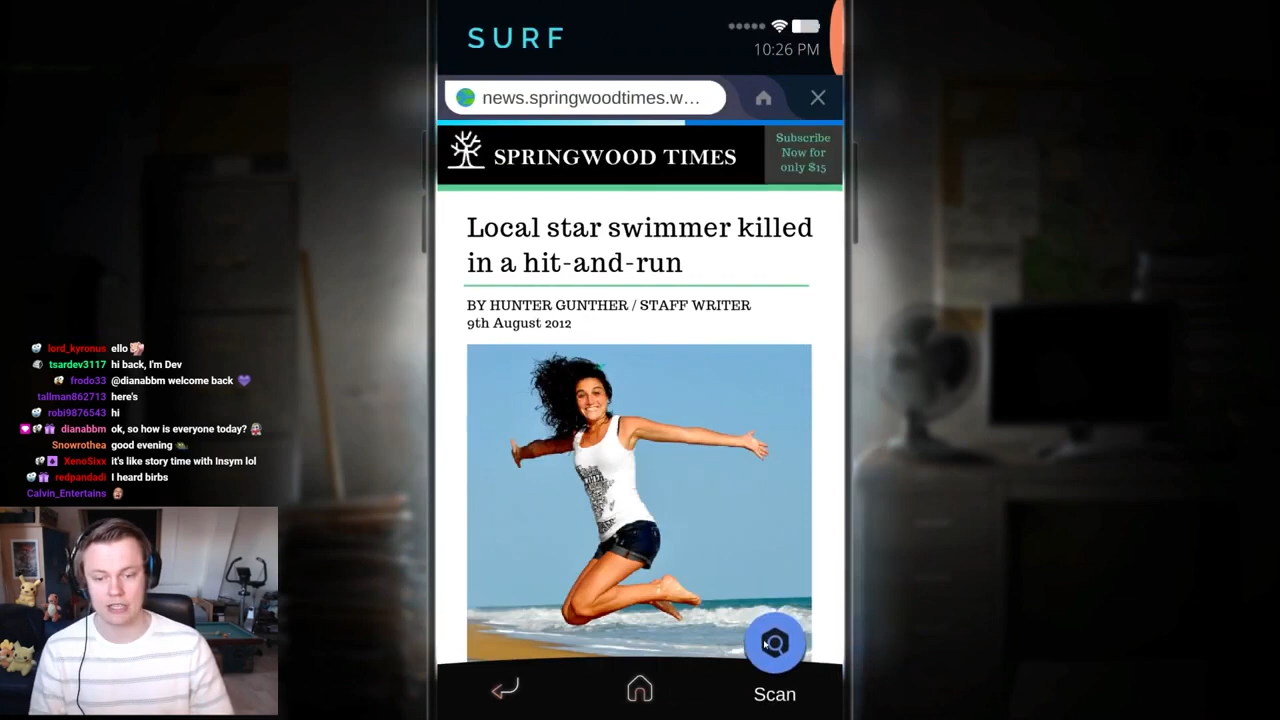 SURF
10:26 PM
news.springwoodtimes.w…
SPRINGWOOD TIMES
Subscribe
Now for
only $15
Local star swimmer killed
in a hit-and-run
BY HUNTER GUNTHER / STAFF WRITER
9th August 2012
Scan
lord_kyronus ello
tsardev3117 hi back, I'm Dev
frodo33 @dianabbm welcome back
tallman862713 here's
robi9876543 hi
dianabbm ok, so how is everyone today?
Snowrothea good evening
XenoSixx it's like story time with Insym lol
redpandadi I heard birbs
Calvin_Entertains